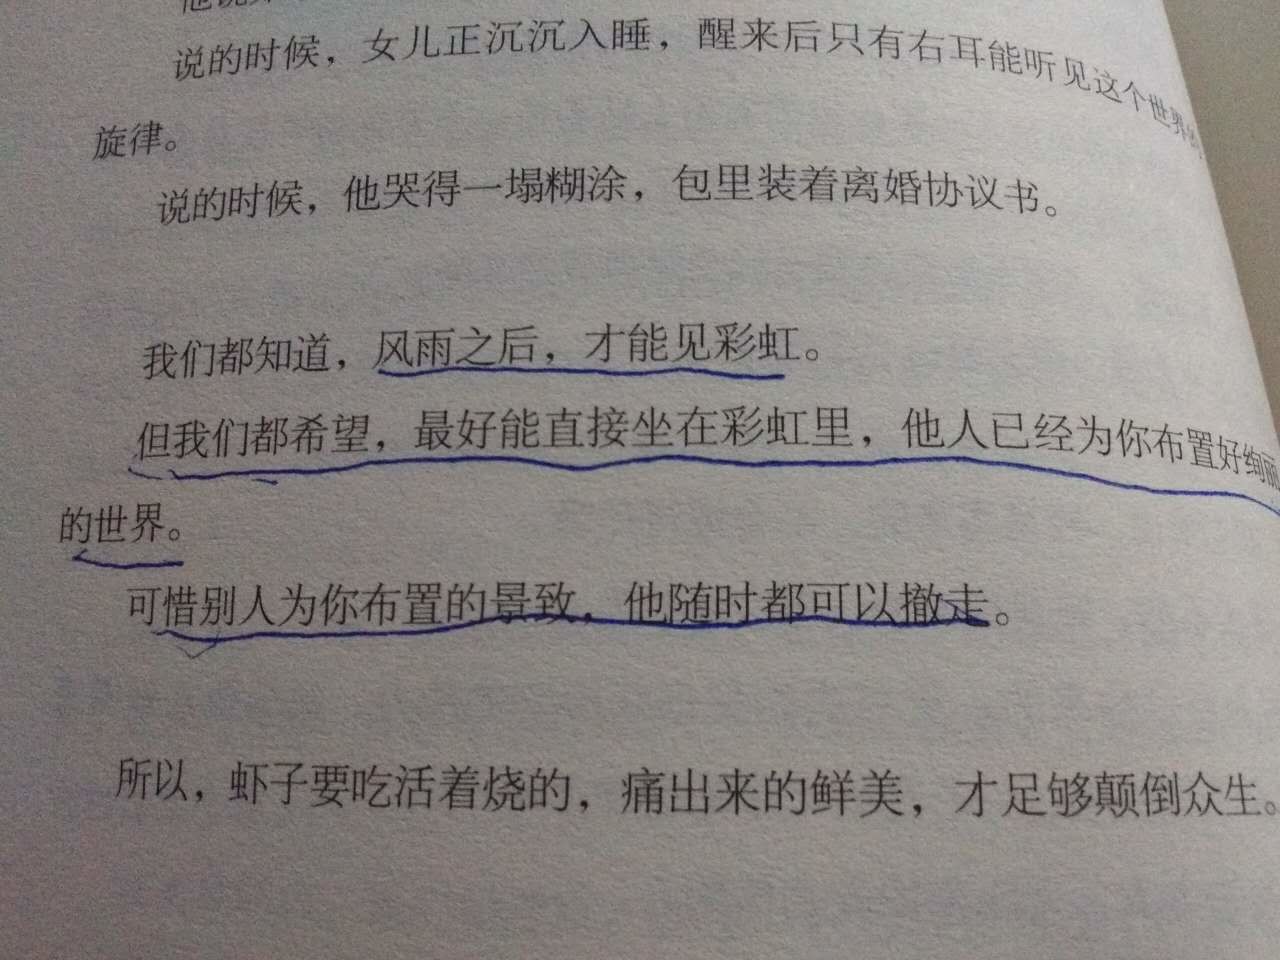 说的时候，女儿正沉沉入睡，醒来后只有右耳能听见这个世界的
旋律。
说的时候，他哭得一塌糊涂，包里装着离婚协议书。
我们都知道，风雨之后，才能见彩虹。
但我们都希望，最好能直接坐在彩虹里，他人已经为你布置好绚丽
的世界。
可惜别人为你布置的景致，他随时都可以撤走。
所以，虾子要吃活着烧的，痛出来的鲜美，才足够颠倒众生。